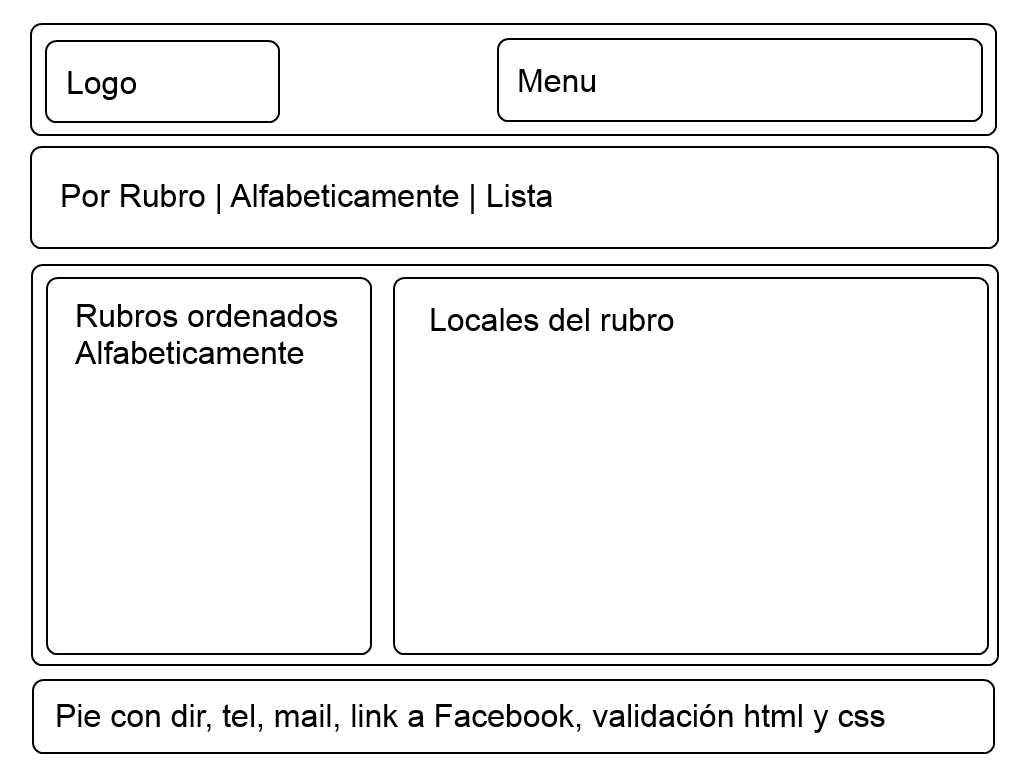 Logo
Menu
Por Rubro | Alfabeticamente | Lista
Rubros ordenados
Alfabeticamente
Locales del rubro
Pie con dir, tel, mail, link a Facebook, validación html y css